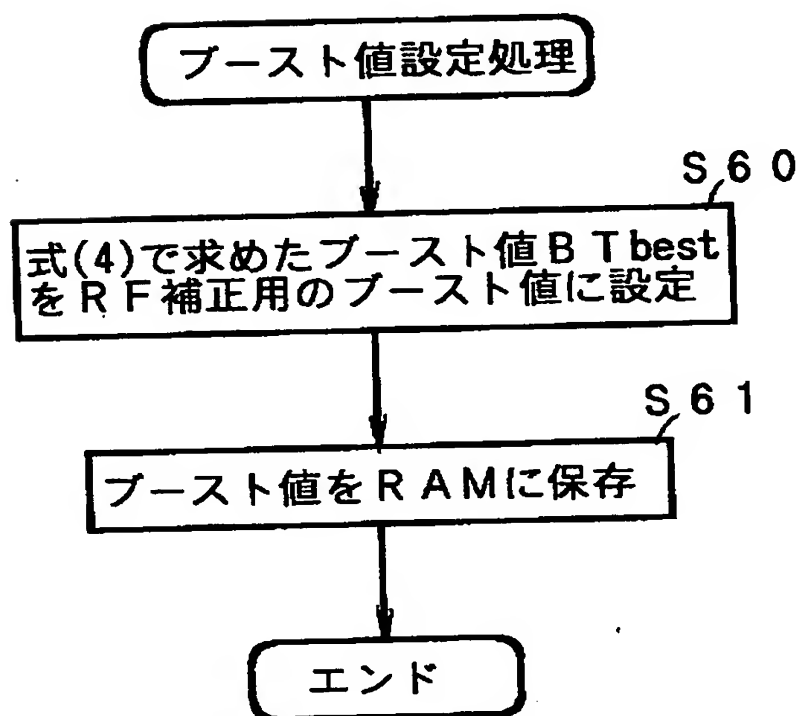 ブースト値設定処理
S60
式(4)で求めたブースト値BTbest
をRF補正用のブースト値に設定
S61
ブースト値をRAMに保存
エンド